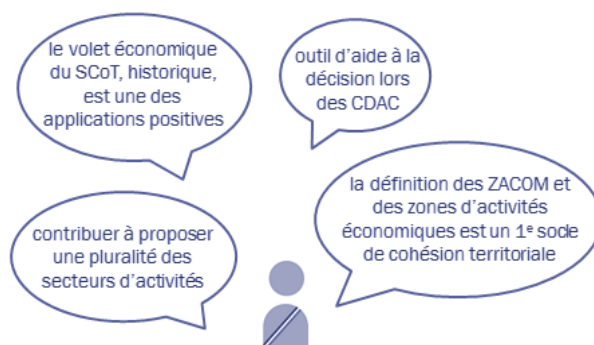 le volet économique
du SCoT, historique,
est une des
applications positives
outil d'aide à la
décision lors
des CDAC
la définition des ZACOM et
des zones d'activités
économiques est un 1e socle
de cohésion territoriale
contribuer à proposer
une pluralité des
secteurs d'activités